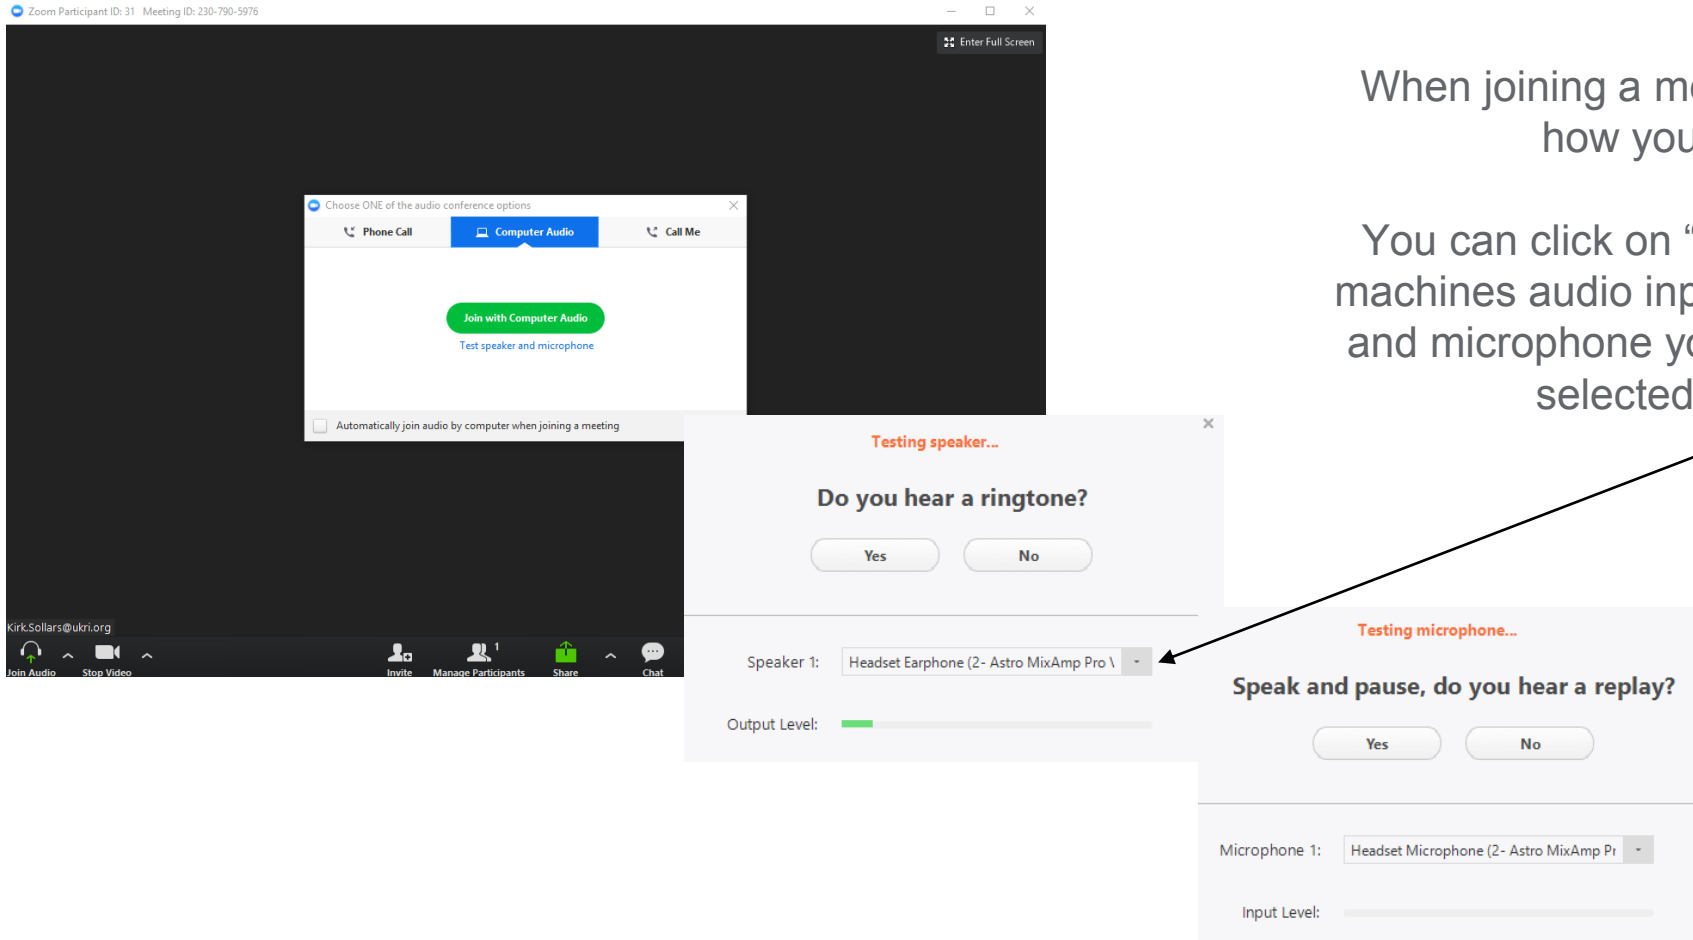 Zoom Participant ID: 31 Meeting ID: 230-790-5976
Enter Full Screen
Choose ONE of the audio conference options
Phone Call
Computer Audio
Call Me
Join with Computer Audio
Test speaker and microphone
Automatically join audio by computer when joining a meeting
Kirk.Sollars@ukri.org
Join Audio
Stop Video
Invite
1
Manage Participants
Share
Chat
When joining a
how you
You can click on “
machines audio
and microphone
selected
Testing speaker...
Do you hear a ringtone?
Yes
No
Speaker 1:
Headset Earphone (2- Astro MixAmp Pro
Output Level:
Testing microphone...
Speak and pause, do you hear a replay?
Yes
No
Microphone 1:
Headset Microphone (2- Astro MixAmp
Input Level: